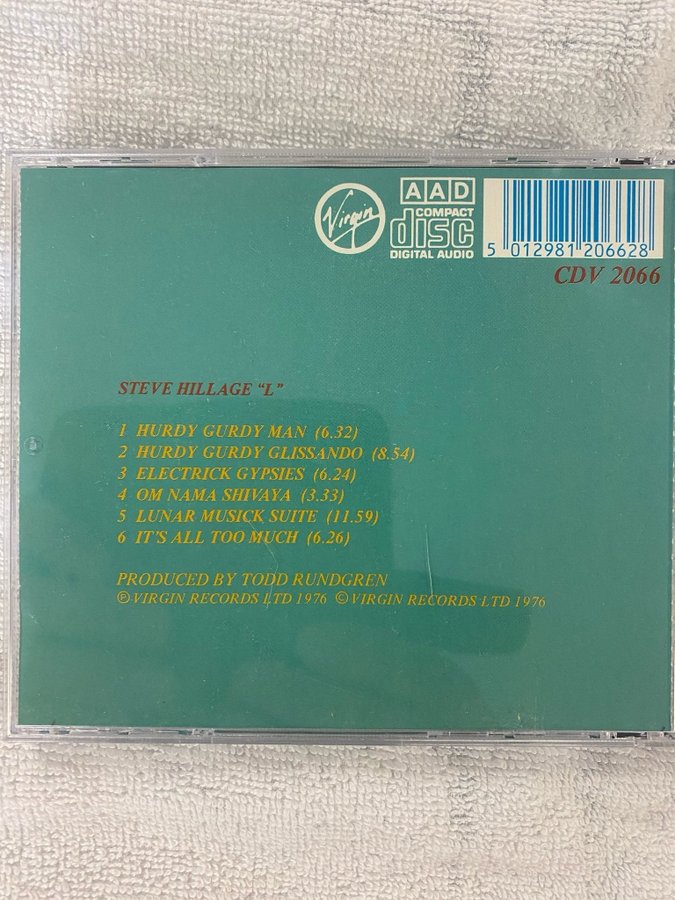 Virgin
AAD
COMPACT
disc
DIGITAL AUDIO
5 012981 206628
CDV 2066
STEVE HILLAGE “L”
1 HURDY GURDY MAN (6.32)
2 HURDY GURDY GLISSANDO (8.54)
3 ELECTRICK GYPSIES (6.24)
4 OM NAMA SHIVAYA (3.33)
5 LUNAR MUSICK SUITE (11.59)
6 IT'S ALL TOO MUCH (6.26)
PRODUCED BY TODD RUNDGREN
Ⓟ VIRGIN RECORDS LTD 1976 © VIRGIN RECORDS LTD 1976